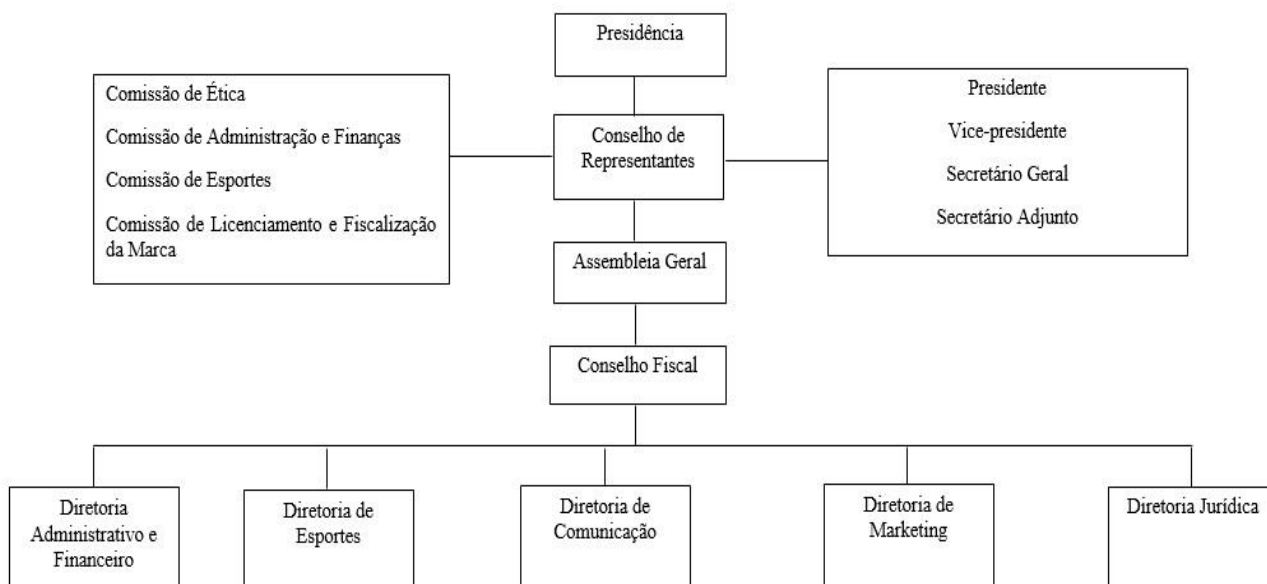 Presidência
Comissão de Ética
Comissão de Administração e Finanças
Comissão de Esportes
Comissão de Licenciamento e Fiscalização
da Marca
Conselho de
Representantes
Presidente
Vice-presidente
Secretário Geral
Secretário Adjunto
Assembleia Geral
Conselho Fiscal
Diretoria
Administrativo e
Financeiro
Diretoria de
Esportes
Diretoria de
Comunicação
Diretoria de
Marketing
Diretoria Jurídica